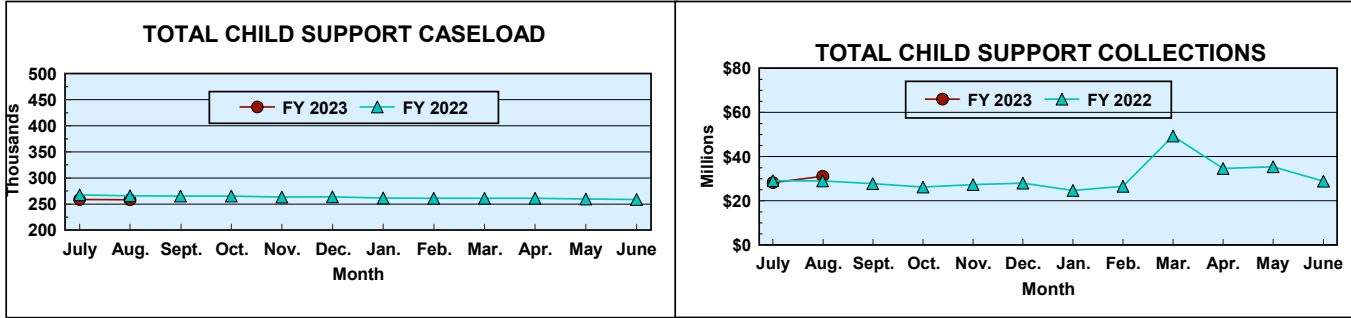 TOTAL CHILD SUPPORT CASELOAD
500
450
400
350
300
250
200
Thousands
FY 2023 FY 2022
July Aug. Sept. Oct. Nov. Dec. Jan. Feb. Mar. Apr. May June
Month
TOTAL CHILD SUPPORT COLLECTIONS
$80
$60
$40
$20
$0
Millions
FY 2023 FY 2022
July Aug. Sept. Oct. Nov. Dec. Jan. Feb. Mar. Apr. May June
Month